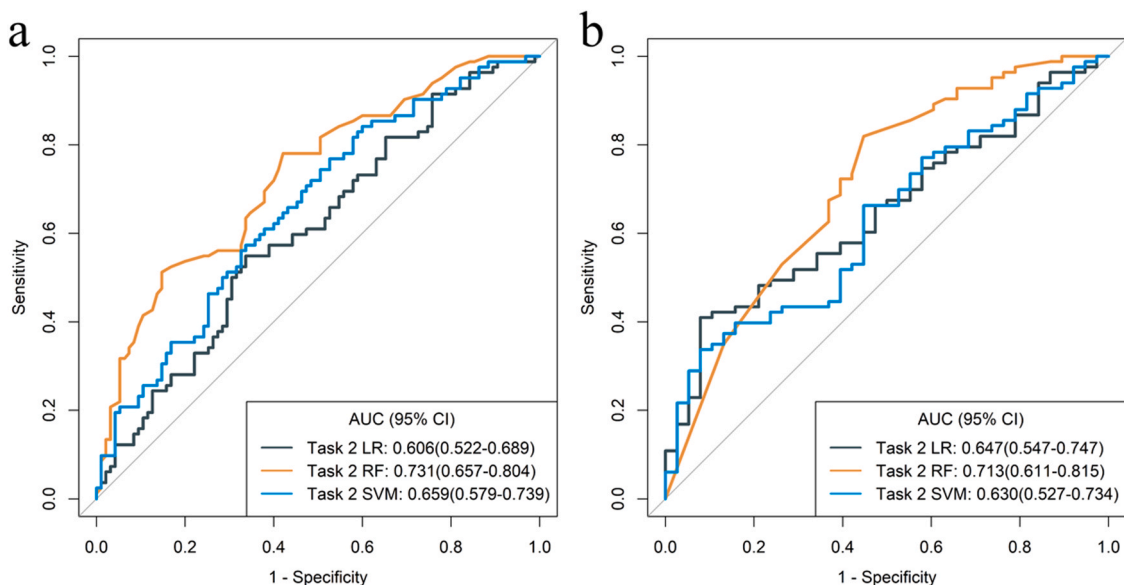 a
Sensitivity
1.0
0.8
0.6
0.4
0.2
0.0
AUC (95% CI)
Task 2 LR: 0.606(0.522-0.689)
Task 2 RF: 0.731(0.657-0.804)
Task 2 SVM: 0.659(0.579-0.739)
0.0 0.2 0.4 0.6 0.8 1.0
1 - Specificity
b
Sensitivity
1.0
0.8
0.6
0.4
0.2
0.0
AUC (95% CI)
Task 2 LR: 0.647(0.547-0.747)
Task 2 RF: 0.713(0.611-0.815)
Task 2 SVM: 0.630(0.527-0.734)
0.0 0.2 0.4 0.6 0.8 1.0
1 - Specificity